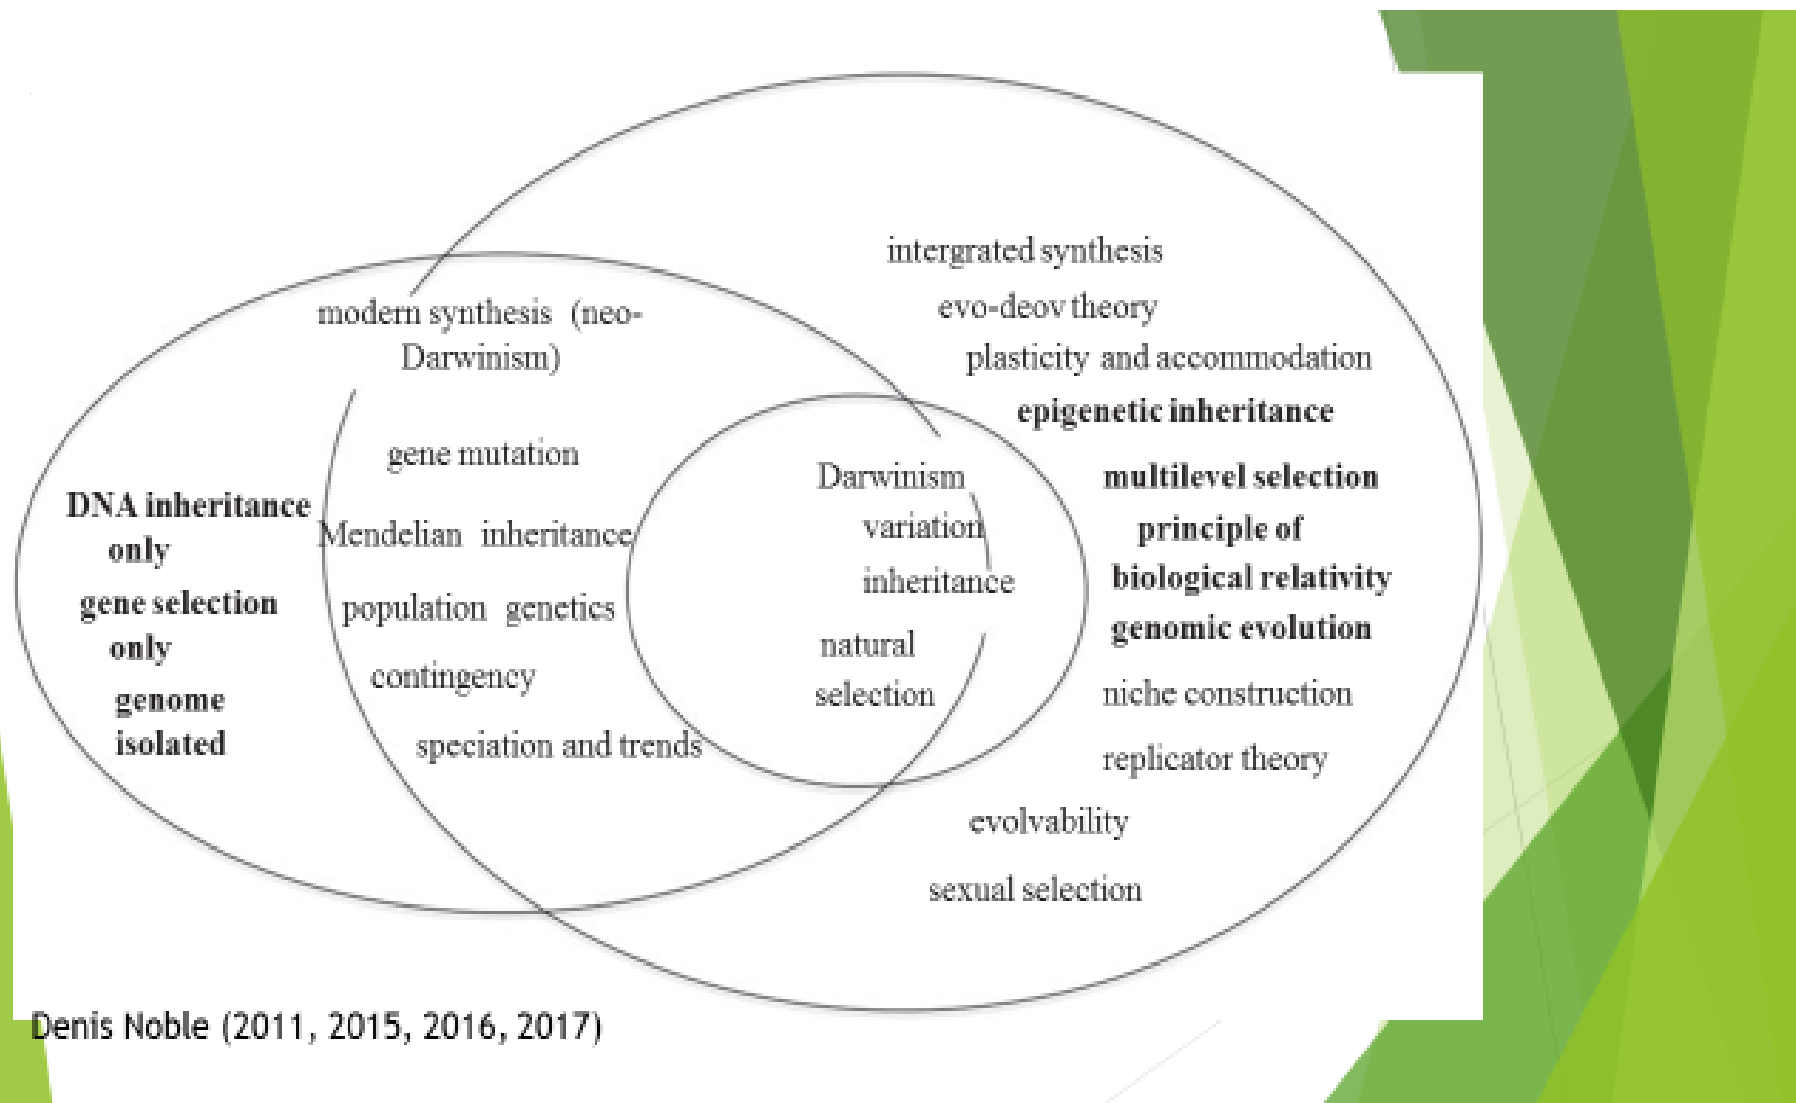 modern synthesis (neo-
Darwinism)
DNA inheritance
only
gene selection
only
genome
isolated
gene mutation
Mendelian inheritance
population genetics
contingency
speciation and trends
Darwinism
variation
inheritance
natural
selection
intergrated synthesis
evo-deov theory
plasticity and accommodation
epigenetic inheritance
multilevel selection
principle of
biological relativity
genomic evolution
niche construction
replicator theory
evolvability
sexual selection
Denis Noble (2011, 2015, 2016, 2017)